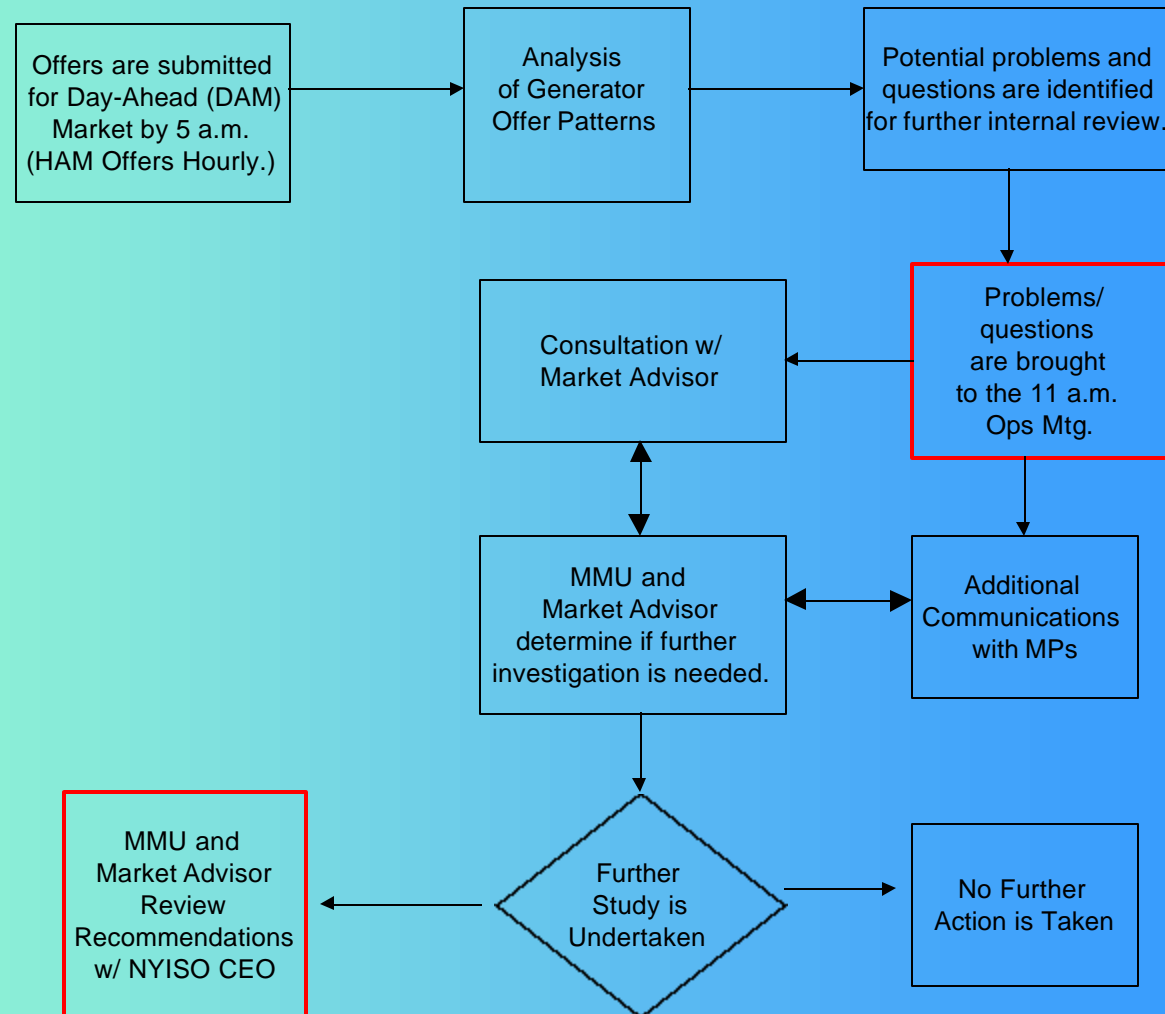 Offers are submitted
for Day-Ahead (DAM)
Market by 5 a.m.
(HAM Offers Hourly.)
Analysis
of Generator
Offer Patterns
Potential problems and
questions are identified
for further internal review.
Problems/
questions
are brought
to the 11 a.m.
Ops Mtg.
Consultation w/
Market Advisor
MMU and
Market Advisor
determine if further
investigation is needed.
Additional
Communications
with MPs
Further
Study is
Undertaken
MMU and
Market Advisor
Review
Recommendations
w/ NYISO CEO
No Further
Action is Taken